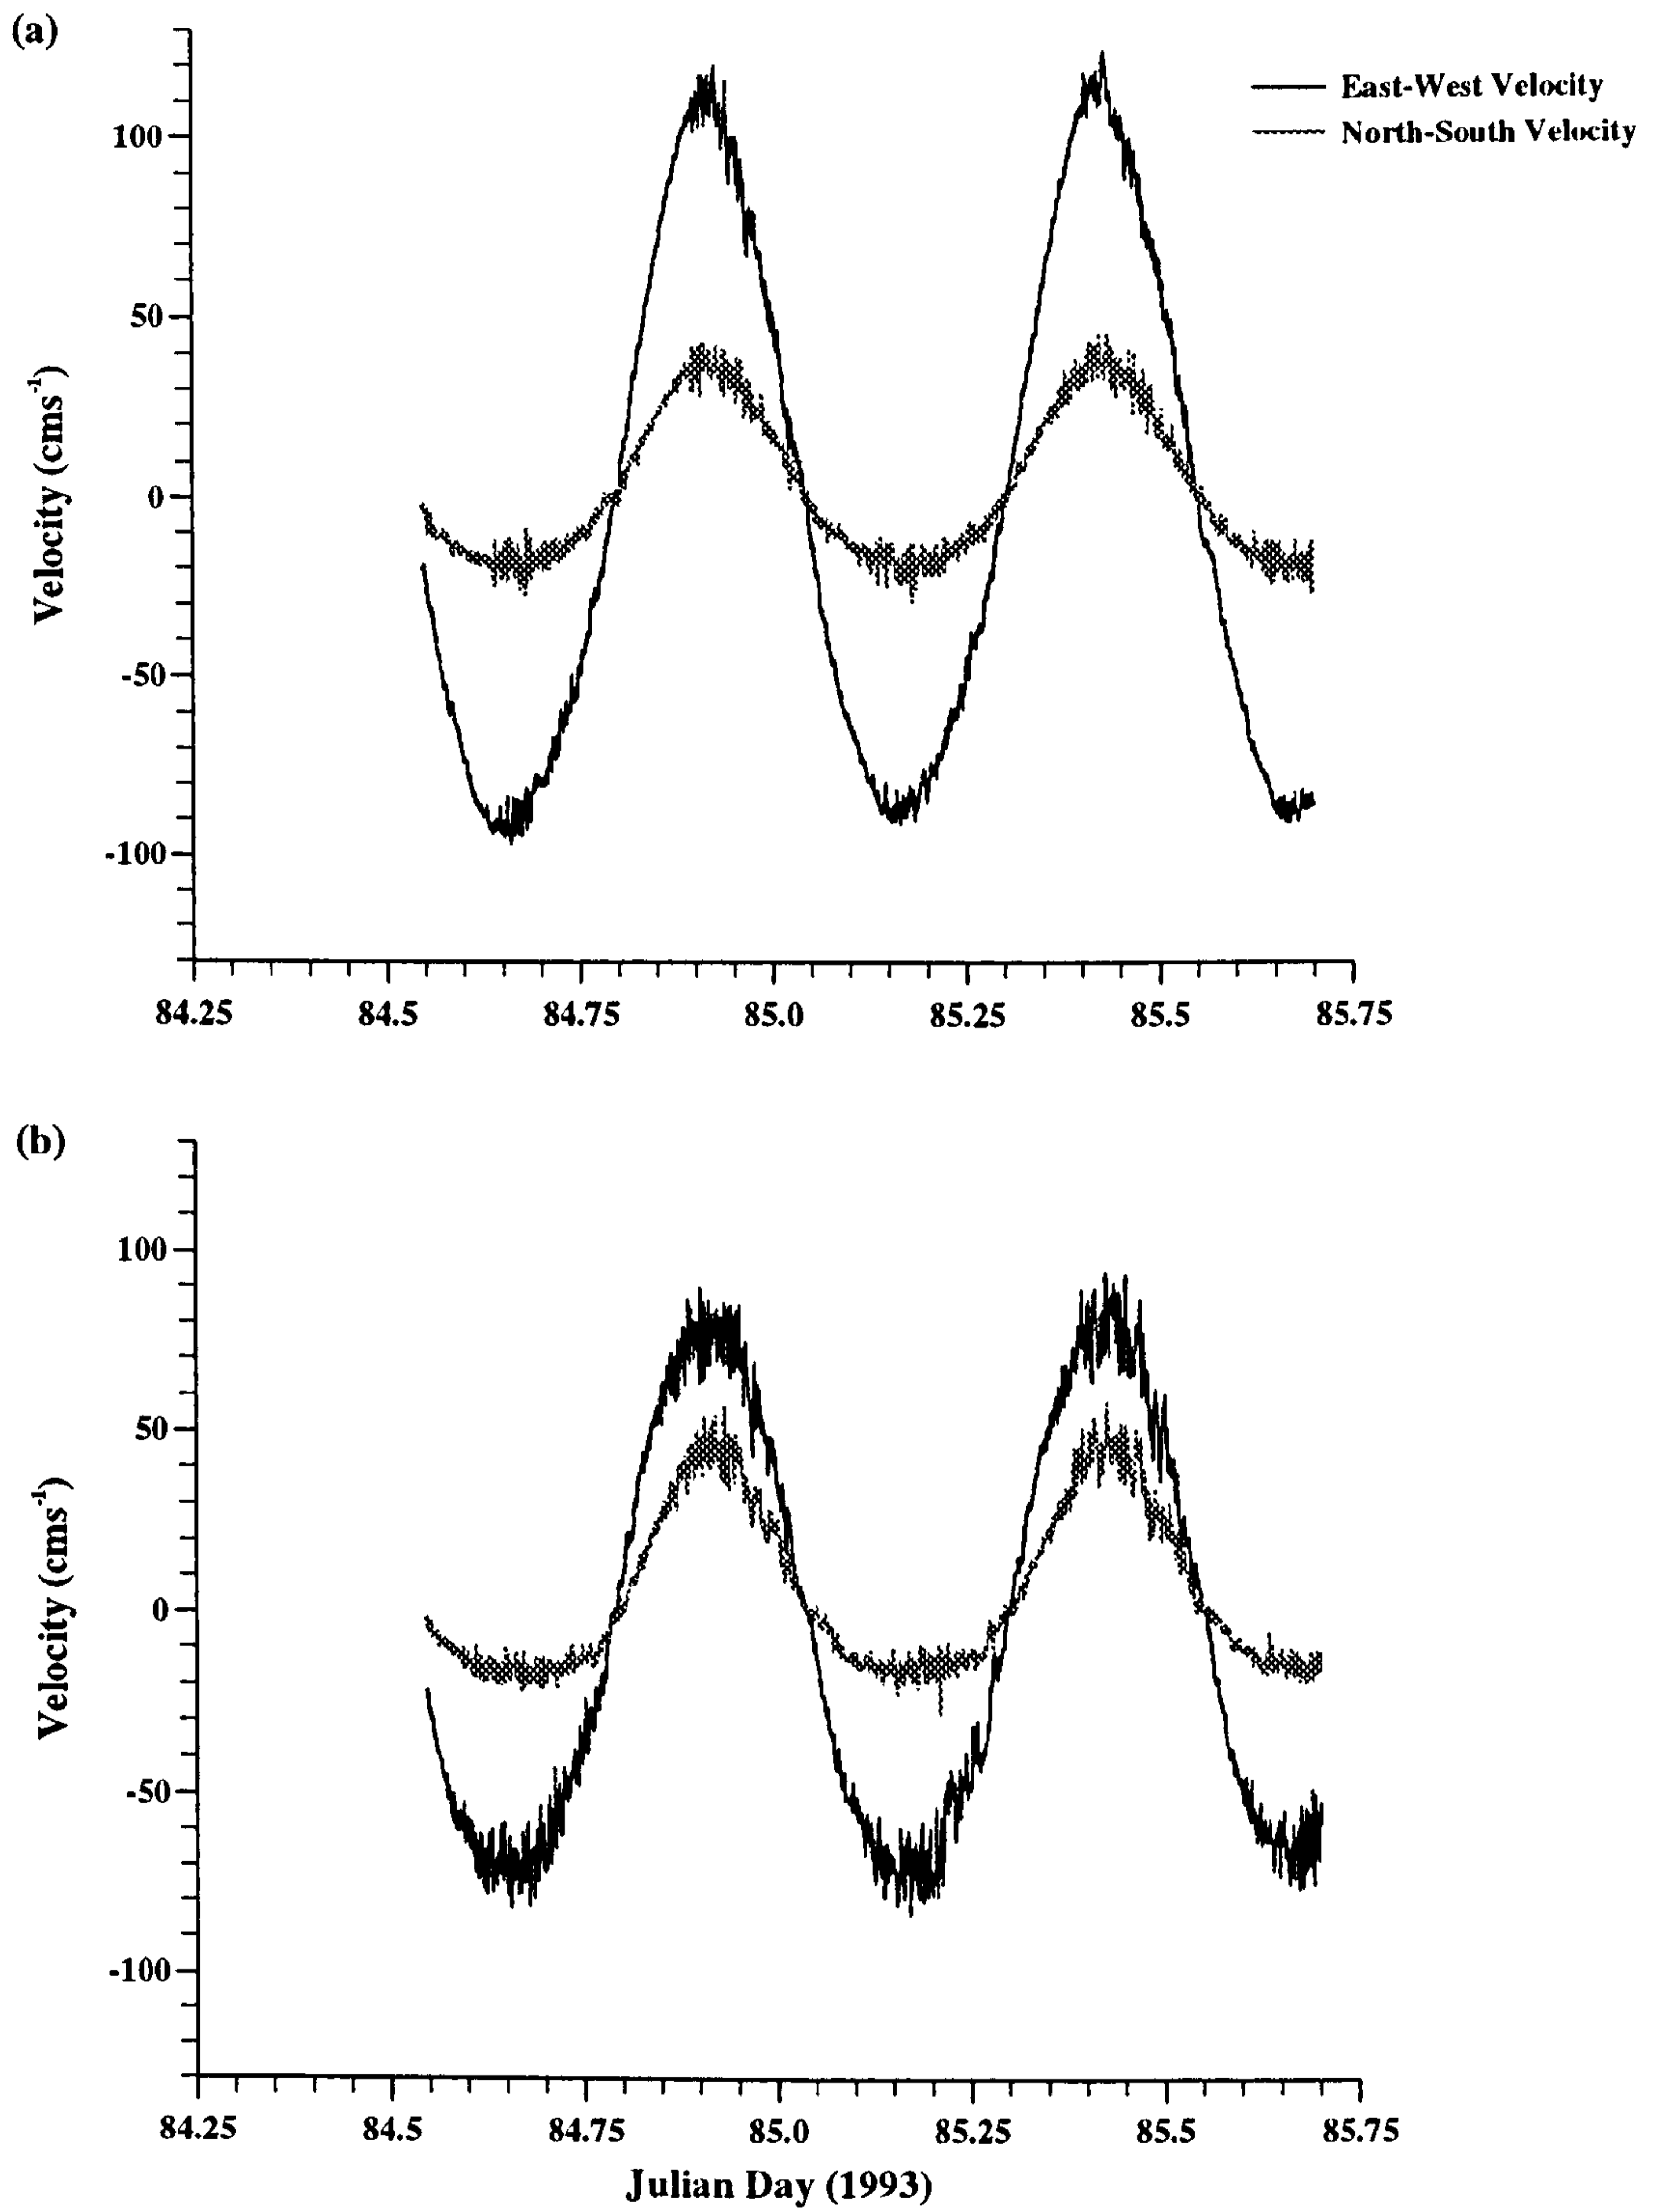 (a)
East-West Velocity
North-South Velocity
100
50
0
-50
-100
Velocity (cms⁻¹)
84.25 84.5 84.75 85.0 85.25 85.5 85.75
(b)
100
50
0
-50
-100
Velocity (cms⁻¹)
84.25 84.5 84.75 85.0 85.25 85.5 85.75
Julian Day (1993)